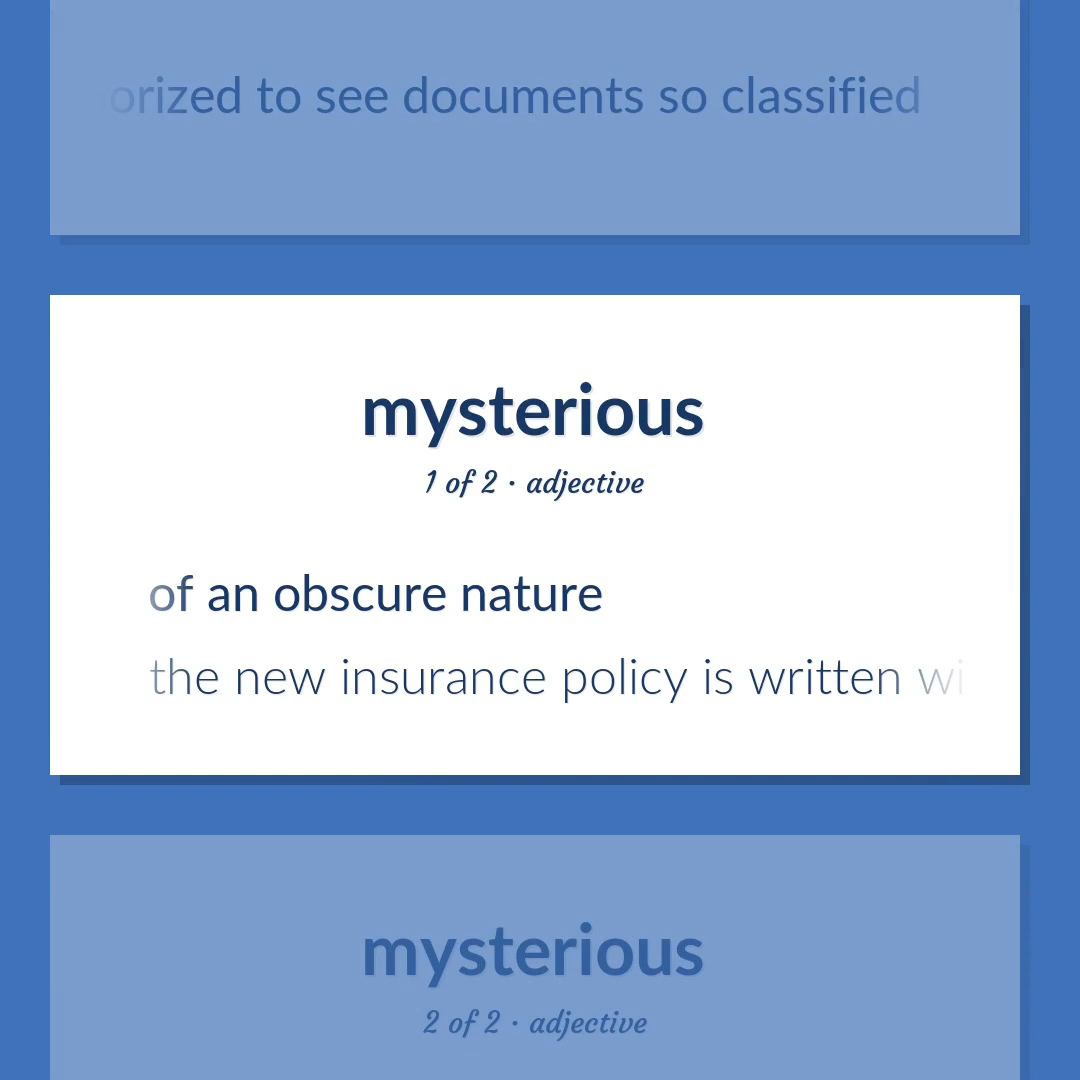 orized to see documents so classified
mysterious
1 of 2 · adjective
of an obscure nature
the new insurance policy is written
mysterious
2 of 2 · adjective